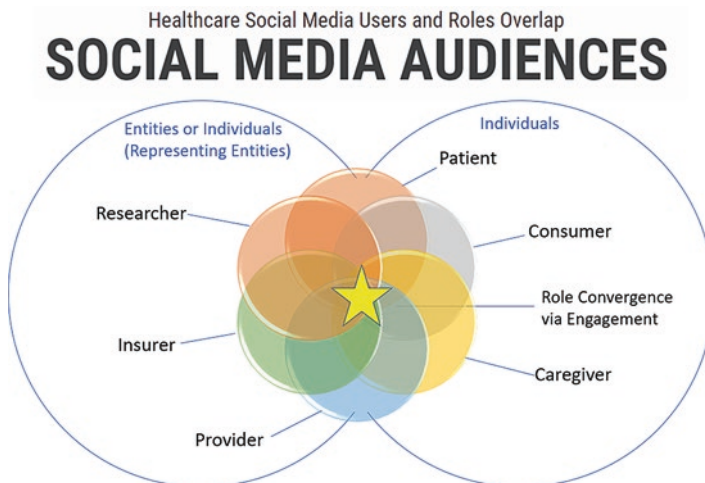 Healthcare Social Media Users and Roles Overlap
SOCIAL MEDIA AUDIENCES
Entities or Individuals
(Representing Entities)
Individuals
Patient
Researcher
Consumer
Role Convergence
via Engagement
Insurer
Caregiver
Provider